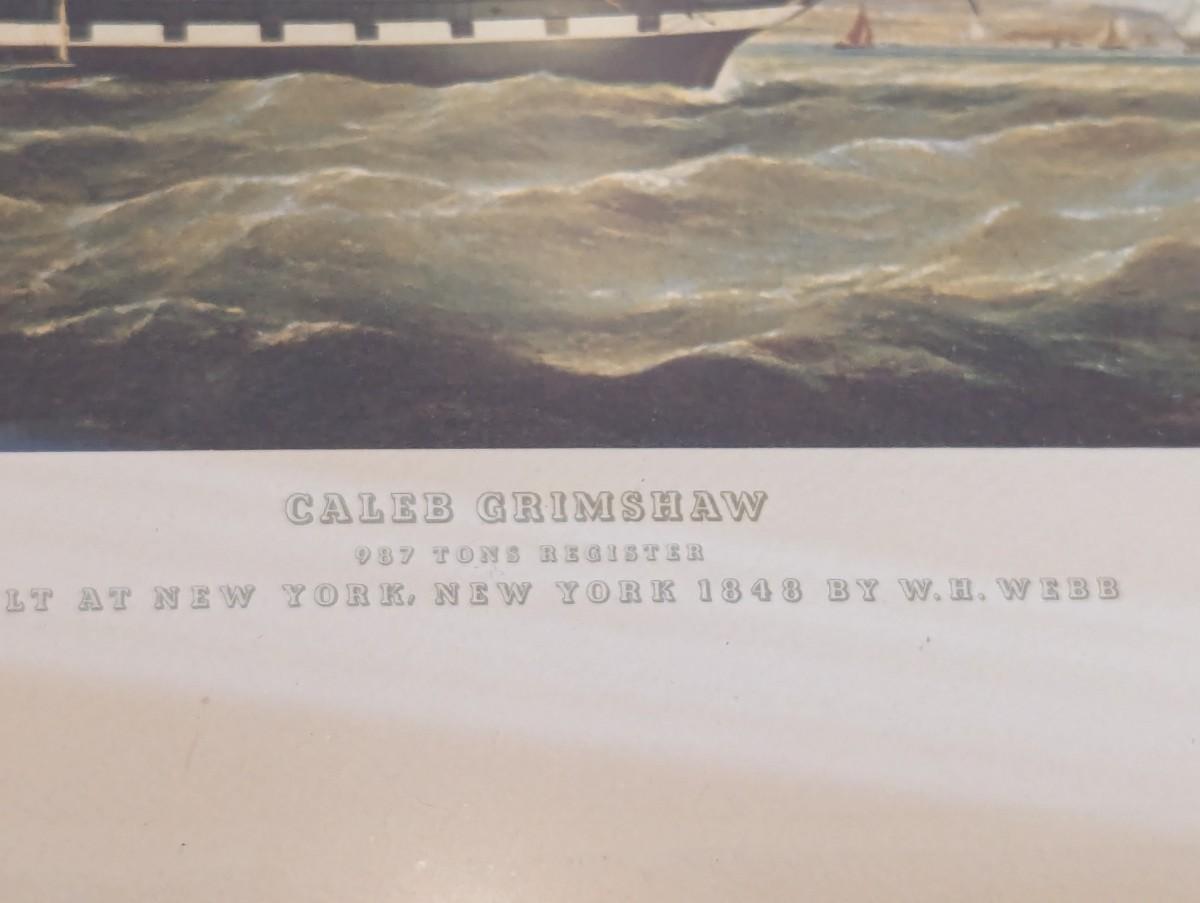 CALEB GRIMSHAW
987 TONS REGISTER
LT AT NEW YORK, NEW YORK 1848 BY W.H. WEBB